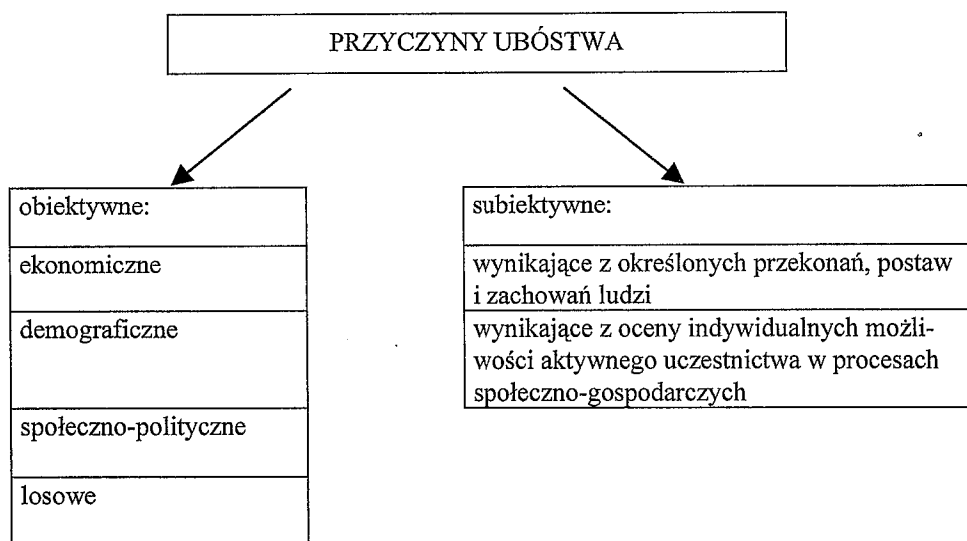 PRZYCZYNY UBÓSTWA
obiektywne:
ekonomiczne
demograficzne
społeczno-polityczne
losowe
subiektywne:
wynikające z określonych przekonań, postaw
i zachowań ludzi
wynikające z oceny indywidualnych możli-
wości aktywnego uczestnictwa w procesach
społeczno-gospodarczych